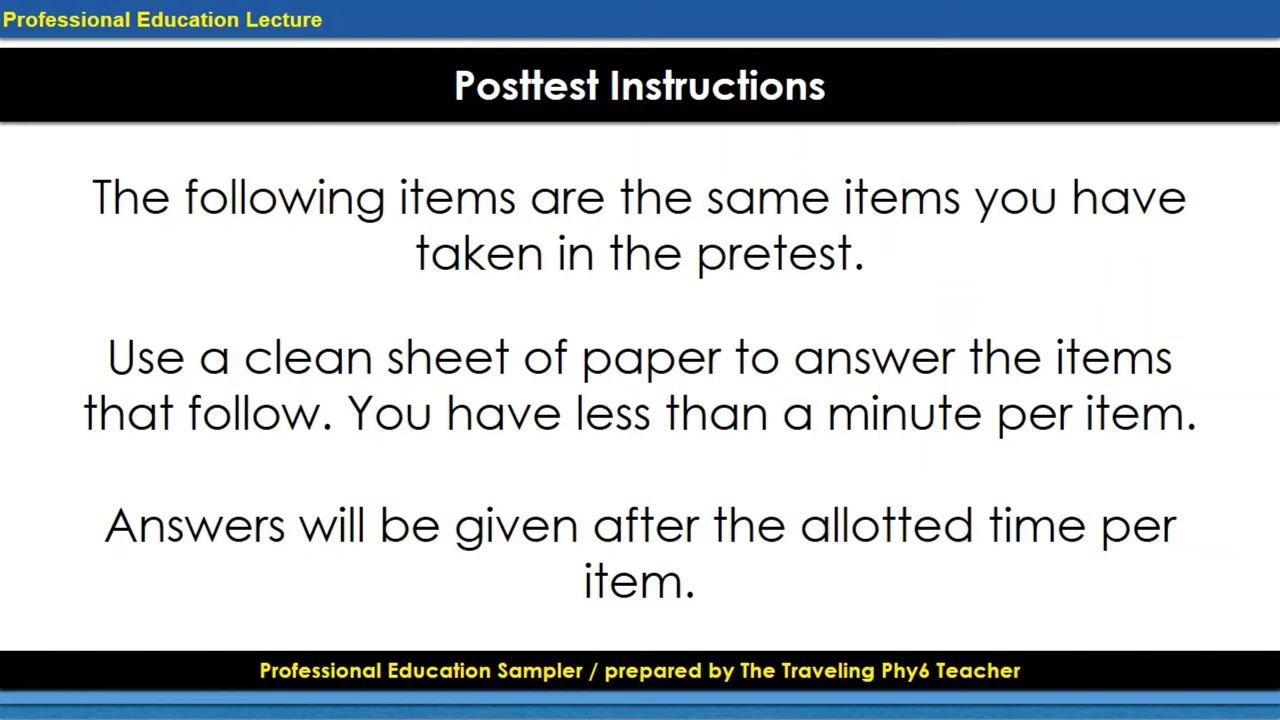 Professional Education Lecture
Posttest Instructions
The following items are the same items you have
taken in the pretest.
Use a clean sheet of paper to answer the items
that follow. You have less than a minute per item.
Answers will be given after the allotted time per
item.
Professional Education Sampler / prepared by The Traveling Phy6 Teacher